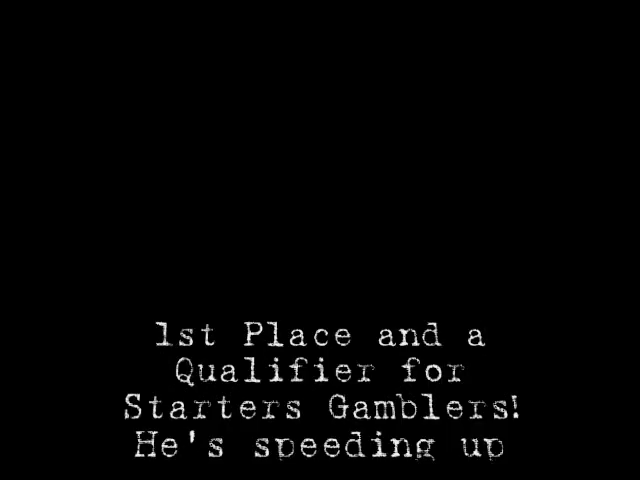 1st Place and a
Qualifier for
Starters Gamblers!
He's speeding up